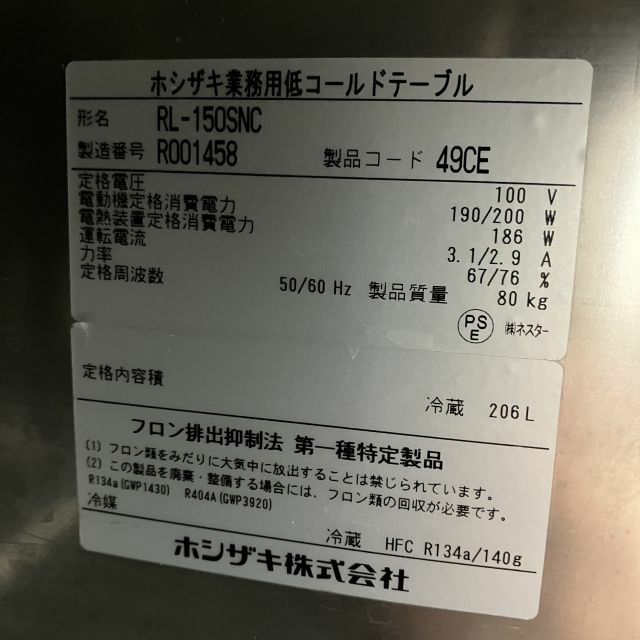 ホシザキ業務用低コールドテーブル
形名 RL-150SNC
製造番号 R001458 製品コード 49CE
定格電圧 100 V
電動機定格消費電力 190/200 W
電熱装置定格消費電力 186 W
運転電流 3.1/2.9 A
力率 67/76 %
定格周波数 50/60 Hz 製品質量 80 kg
PSE ㈱ネスター
定格内容積
冷蔵 206 L
フロン排出抑制法 第一種特定製品
(1) フロン類をみだりに大気中に放出することは禁じられています。
(2) この製品を廃棄・整備する場合には、フロン類の回収が必要です。
R134a(GWP1430) R404A(GWP3920)
冷媒
冷蔵 HFC R134a/140g
ホシザキ株式会社